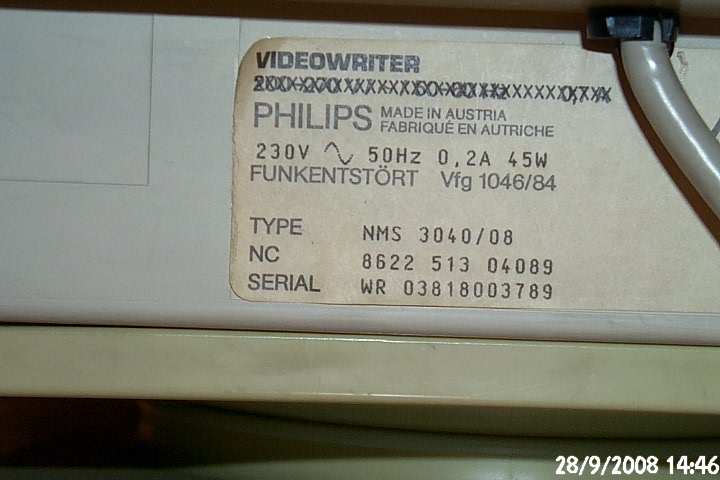 VIDEOWRITER
PHILIPS MADE IN AUSTRIA
FABRIQUÉ EN AUTRICHE
230V ∿ 50Hz 0,2A 45W
FUNKENTSTÖRT Vfg 1046/84
TYPE NMS 3040/08
NC 8622 513 04089
SERIAL WR 03818003789
28/9/2008 14:46